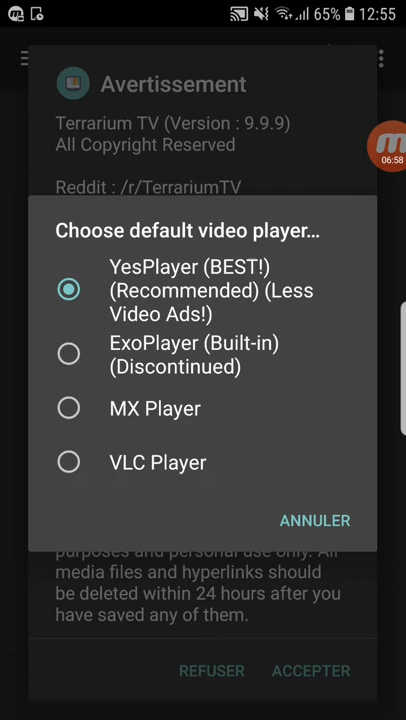 65% 12:55
Avertissement
Terrarium TV (Version : 9.9.9)
All Copyright Reserved
Reddit : /r/TerrariumTV
06:58
Choose default video player...
YesPlayer (BEST!)
(Recommended) (Less
Video Ads!)
ExoPlayer (Built-in)
(Discontinued)
MX Player
VLC Player
ANNULER
purposes and personal use only. All
media files and hyperlinks should
be deleted within 24 hours after you
have saved any of them.
REFUSER ACCEPTER